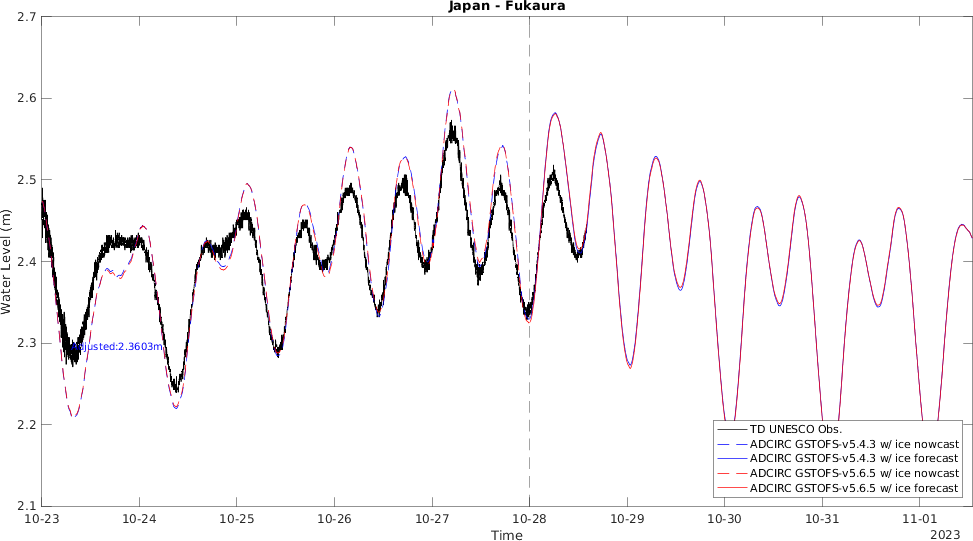 Japan - Fukaura
2.7
2.6
2.5
2.4
2.3
2.2
2.1
Water Level (m)
adjusted:2.3603m
TD UNESCO Obs.
ADCIRC GSTOFS-v5.4.3 w/ ice nowcast
ADCIRC GSTOFS-v5.4.3 w/ ice forecast
ADCIRC GSTOFS-v5.6.5 w/ ice nowcast
ADCIRC GSTOFS-v5.6.5 w/ ice forecast
10-23 10-24 10-25 10-26 10-27 10-28 10-29 10-30 10-31 11-01
Time
2023